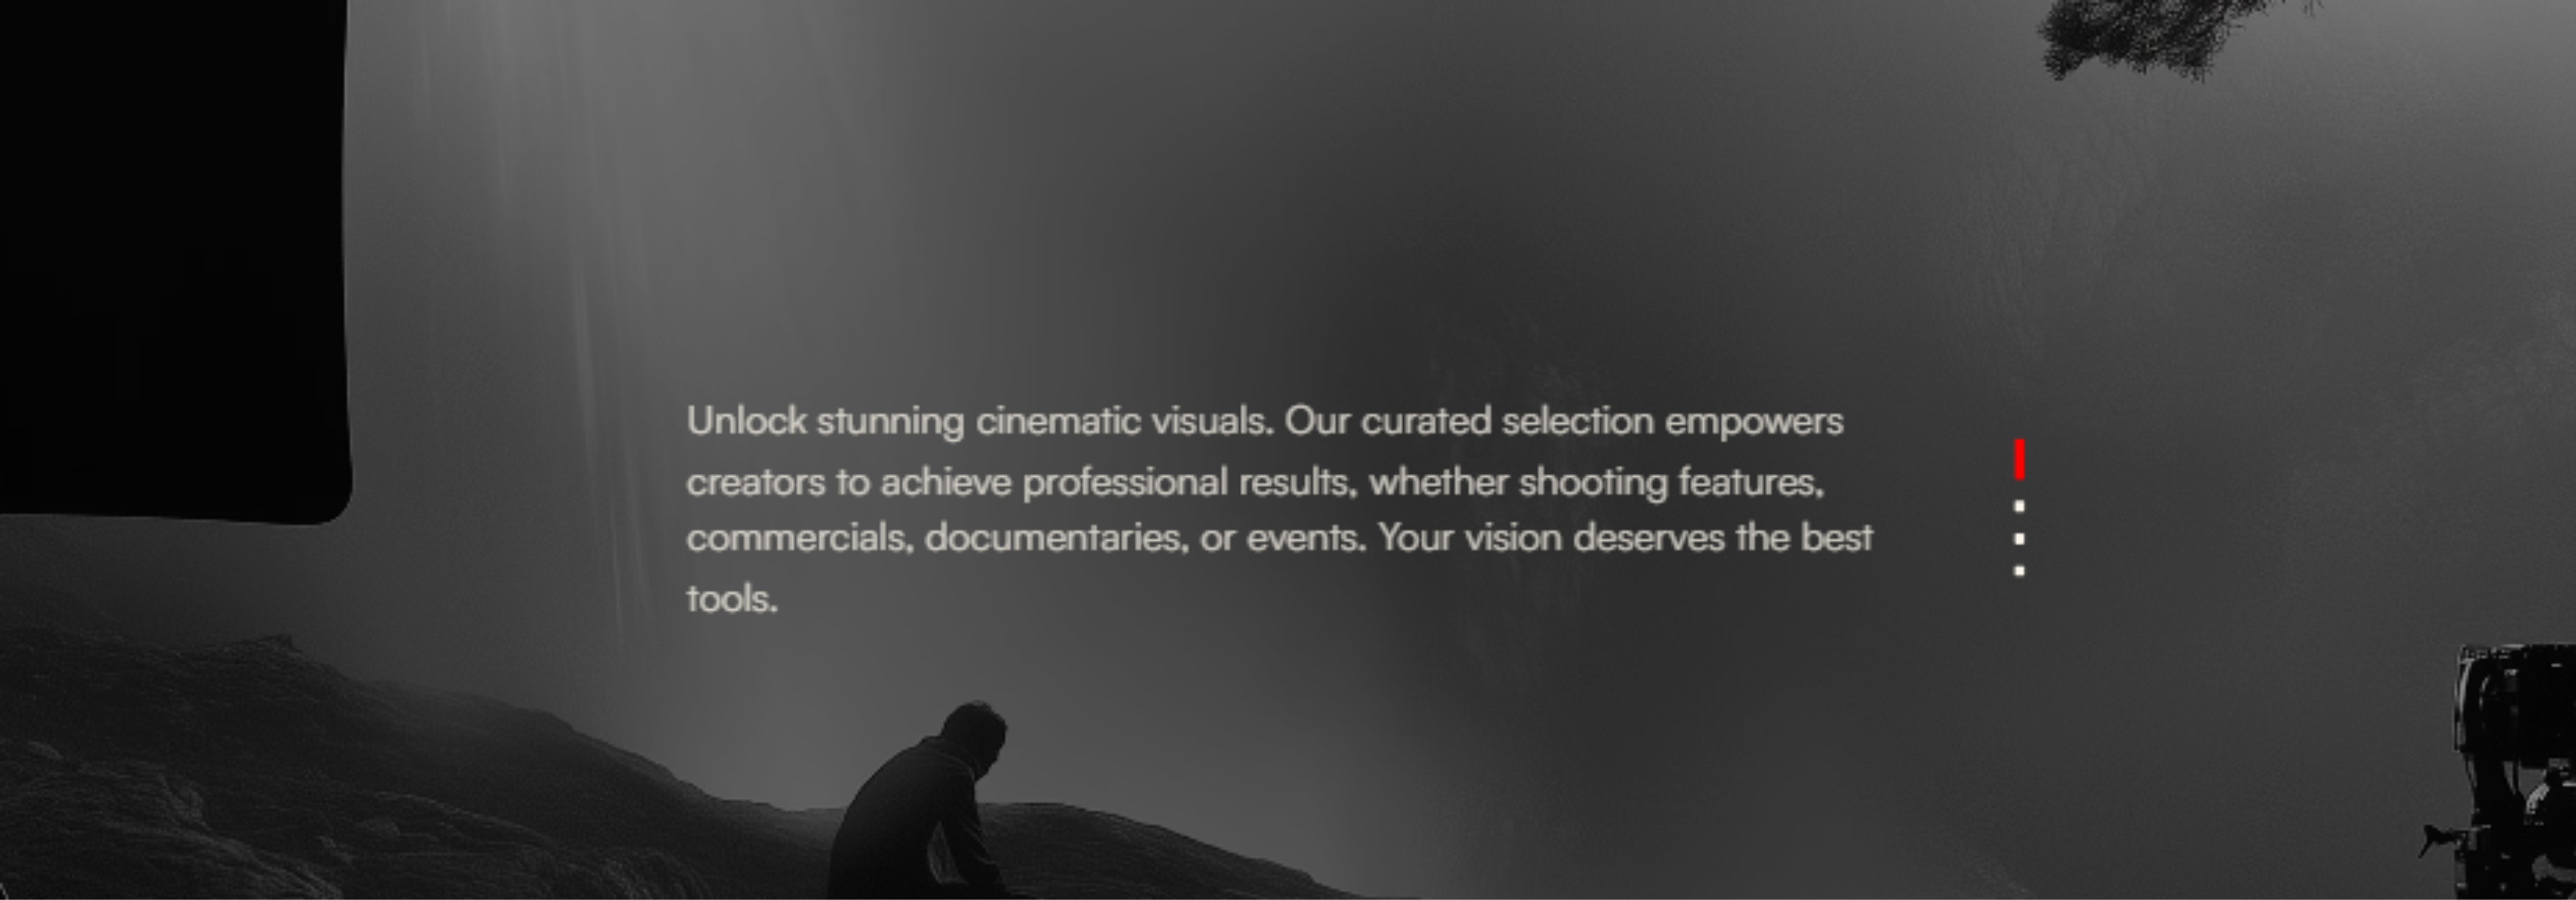 Unlock stunning cinematic visuals. Our curated selection empowers
creators to achieve professional results, whether shooting features,
commercials, documentaries, or events. Your vision deserves the best
tools.